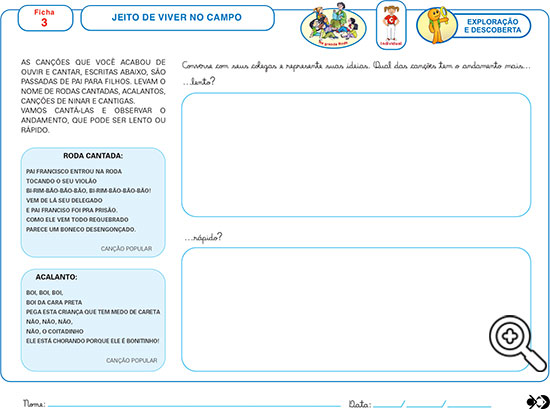 Ficha
3
JEITO DE VIVER NO CAMPO
Individual
EXPLORAÇÃO
E DESCOBERTA
AS CANÇÕES QUE VOCÊ ACABOU DE
OUVIR E CANTAR, ESCRITAS ABAIXO, SÃO
PASSADAS DE PAI PARA FILHOS. LEVAM O
NOME DE RODAS CANTADAS, ACALANTOS,
CANÇÕES DE NINAR E CANTIGAS.
VAMOS CANTÁ-LAS E OBSERVAR O
ANDAMENTO, QUE PODE SER LENTO OU
RÁPIDO.
RODA CANTADA:
PAI FRANCISCO ENTROU NA RODA
TOCANDO O SEU VIOLÃO
BI-RIM-BÃO-BÃO-BÃO, BI-RIM-BÃO-BÃO-BÃO!
VEM DE LÁ SEU DELEGADO
E PAI FRANCISO FOI PRA PRISÃO.
COMO ELE VEM TODO REQUEBRADO
PARECE UM BONECO DESENGONÇADO.
CANÇÃO POPULAR
ACALANTO:
BOI, BOI, BOI,
BOI DA CARA PRETA
PEGA ESTA CRIANÇA QUE TEM MEDO DE CARETA
NÃO, NÃO, NÃO,
NÃO, O COITADINHO
ELE ESTÁ CHORANDO PORQUE ELE É BONITINHO!
CANÇÃO POPULAR
Converse com seus colegas e represente suas ideias. Qual das canções tem o andamento mais...
...lento?
...rápido?
Nome:
Data: / /